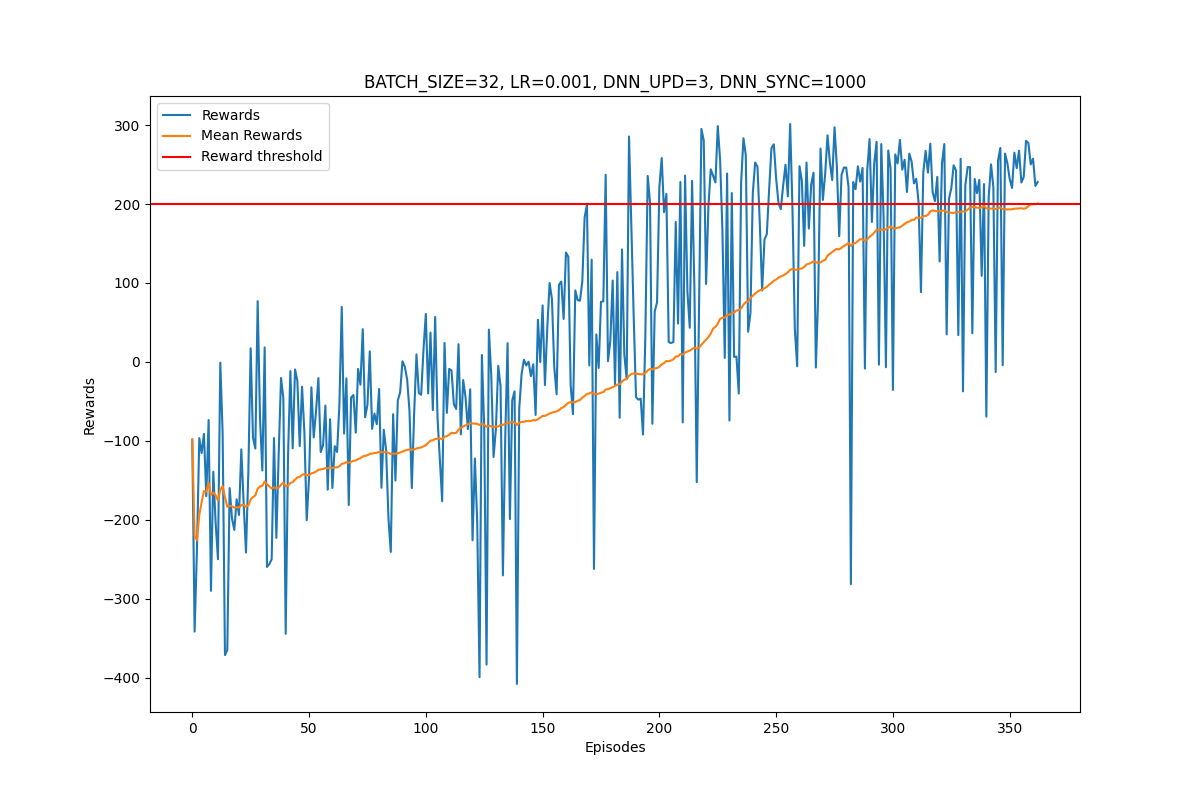 BATCH_SIZE=32, LR=0.001, DNN_UPD=3, DNN_SYNC=1000
Rewards
Mean Rewards
Reward threshold
300
200
100
0
−100
−200
−300
−400
Rewards
0 50 100 150 200 250 300 350
Episodes